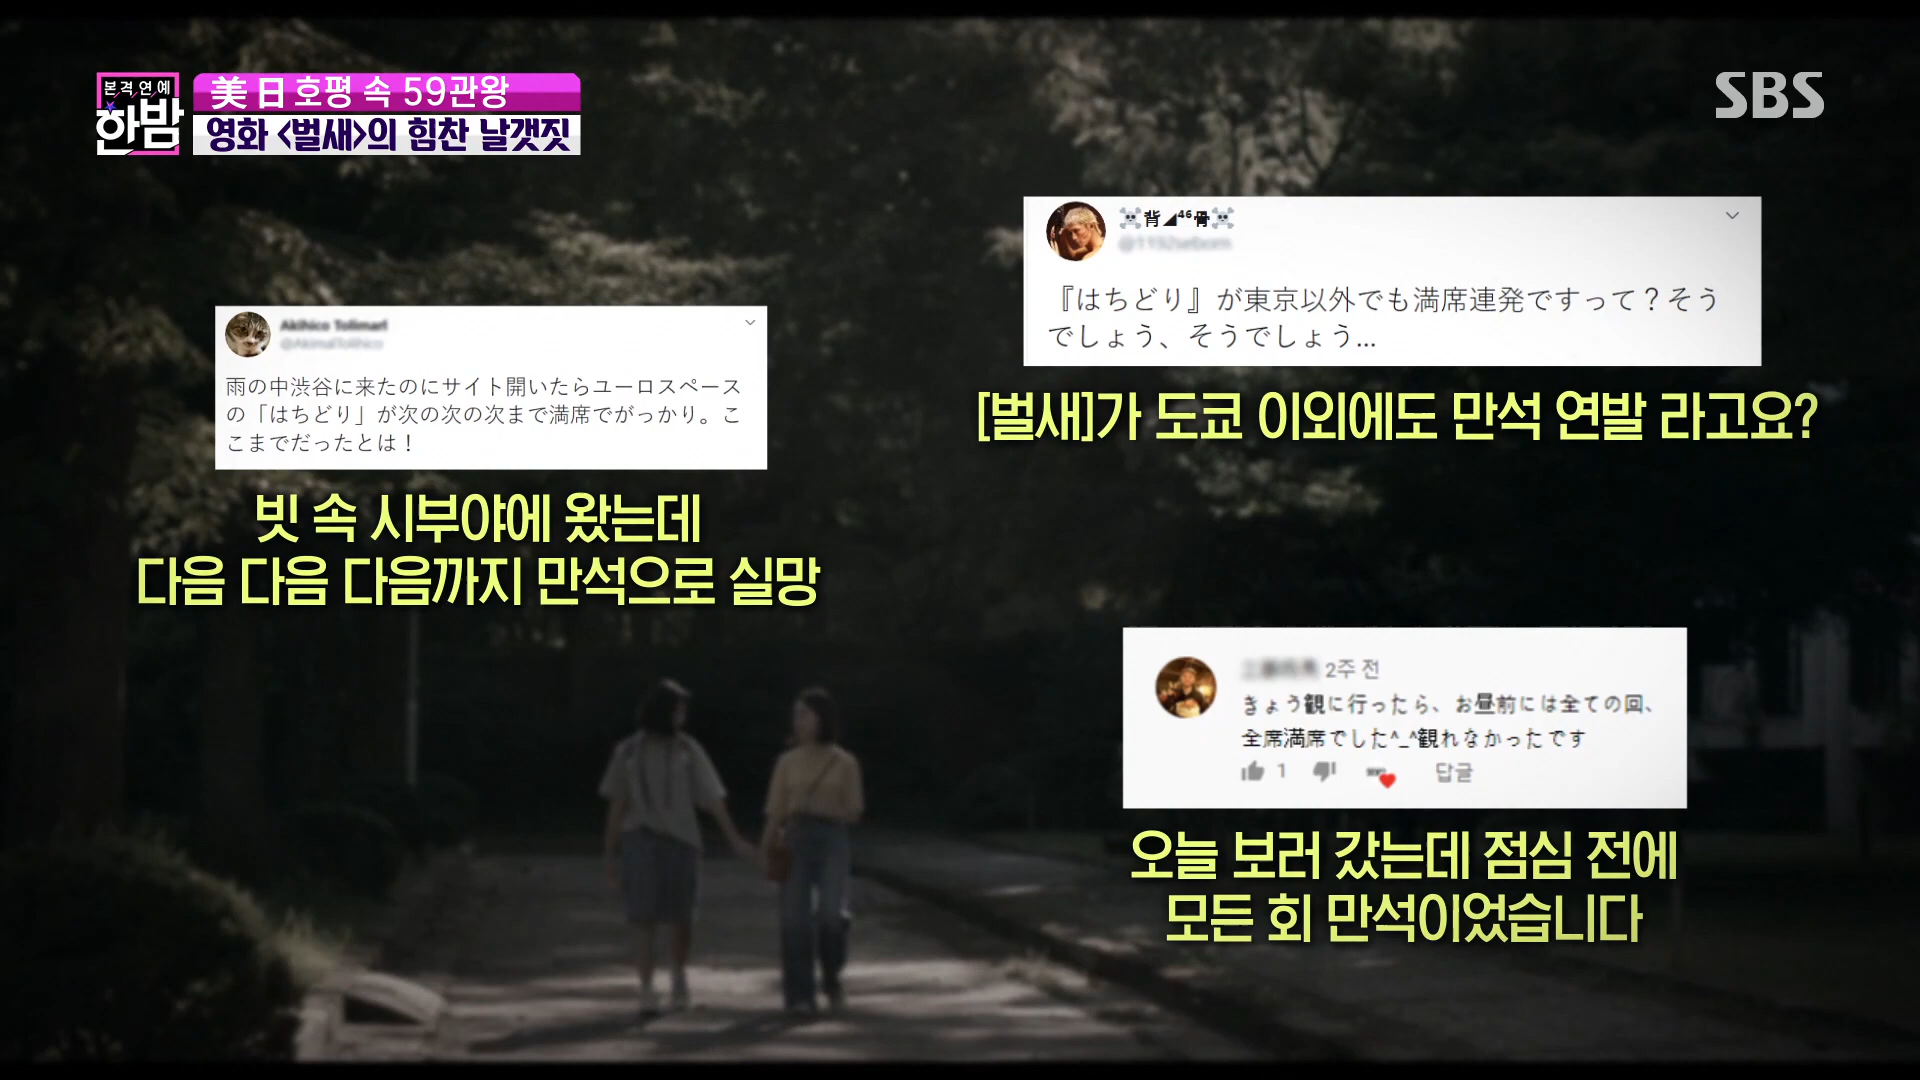 본격연예
한밤
美 日 호평 속 59관왕
영화 <벌새>의 힘찬 날갯짓
SBS
背◢⁴⁶骨
『はちどり』が東京以外でも満席連発ですって？そう
でしょう、そうでしょう...
[벌새]가 도쿄 이외에도 만석 연발 라고요?
Akihico Tolimarl
@AkimalTolihico
雨の中渋谷に来たのにサイト開いたらユーロスペース
の「はちどり」が次の次の次まで満席でがっかり。こ
こまでだったとは！
빗 속 시부야에 왔는데
다음 다음 다음까지 만석으로 실망
2주 전
きょう観に行ったら、お昼前には全ての回、
全席満席でした^_^観れなかったです
1 답글
오늘 보러 갔는데 점심 전에
모든 회 만석이었습니다